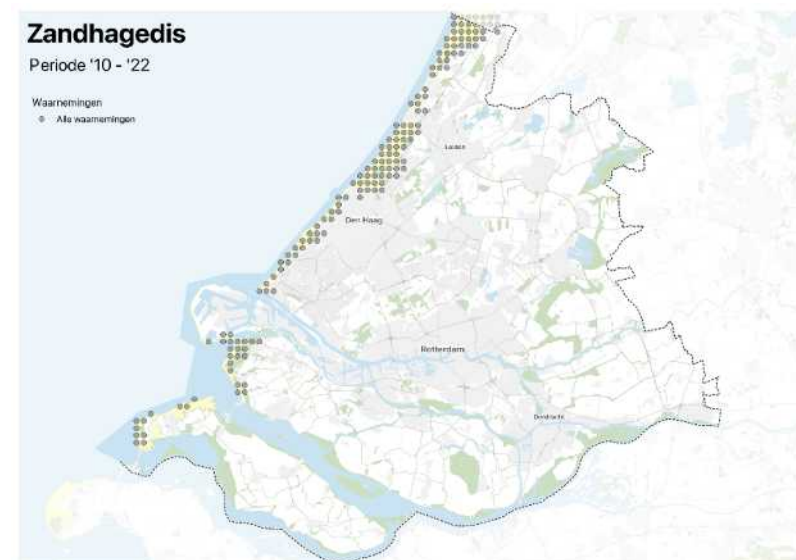 Zandhagedis
Periode '10 - '22
Waarnemingen
Alle waarnemingen
Leiden
Den Haag
Rotterdam
Dordrecht